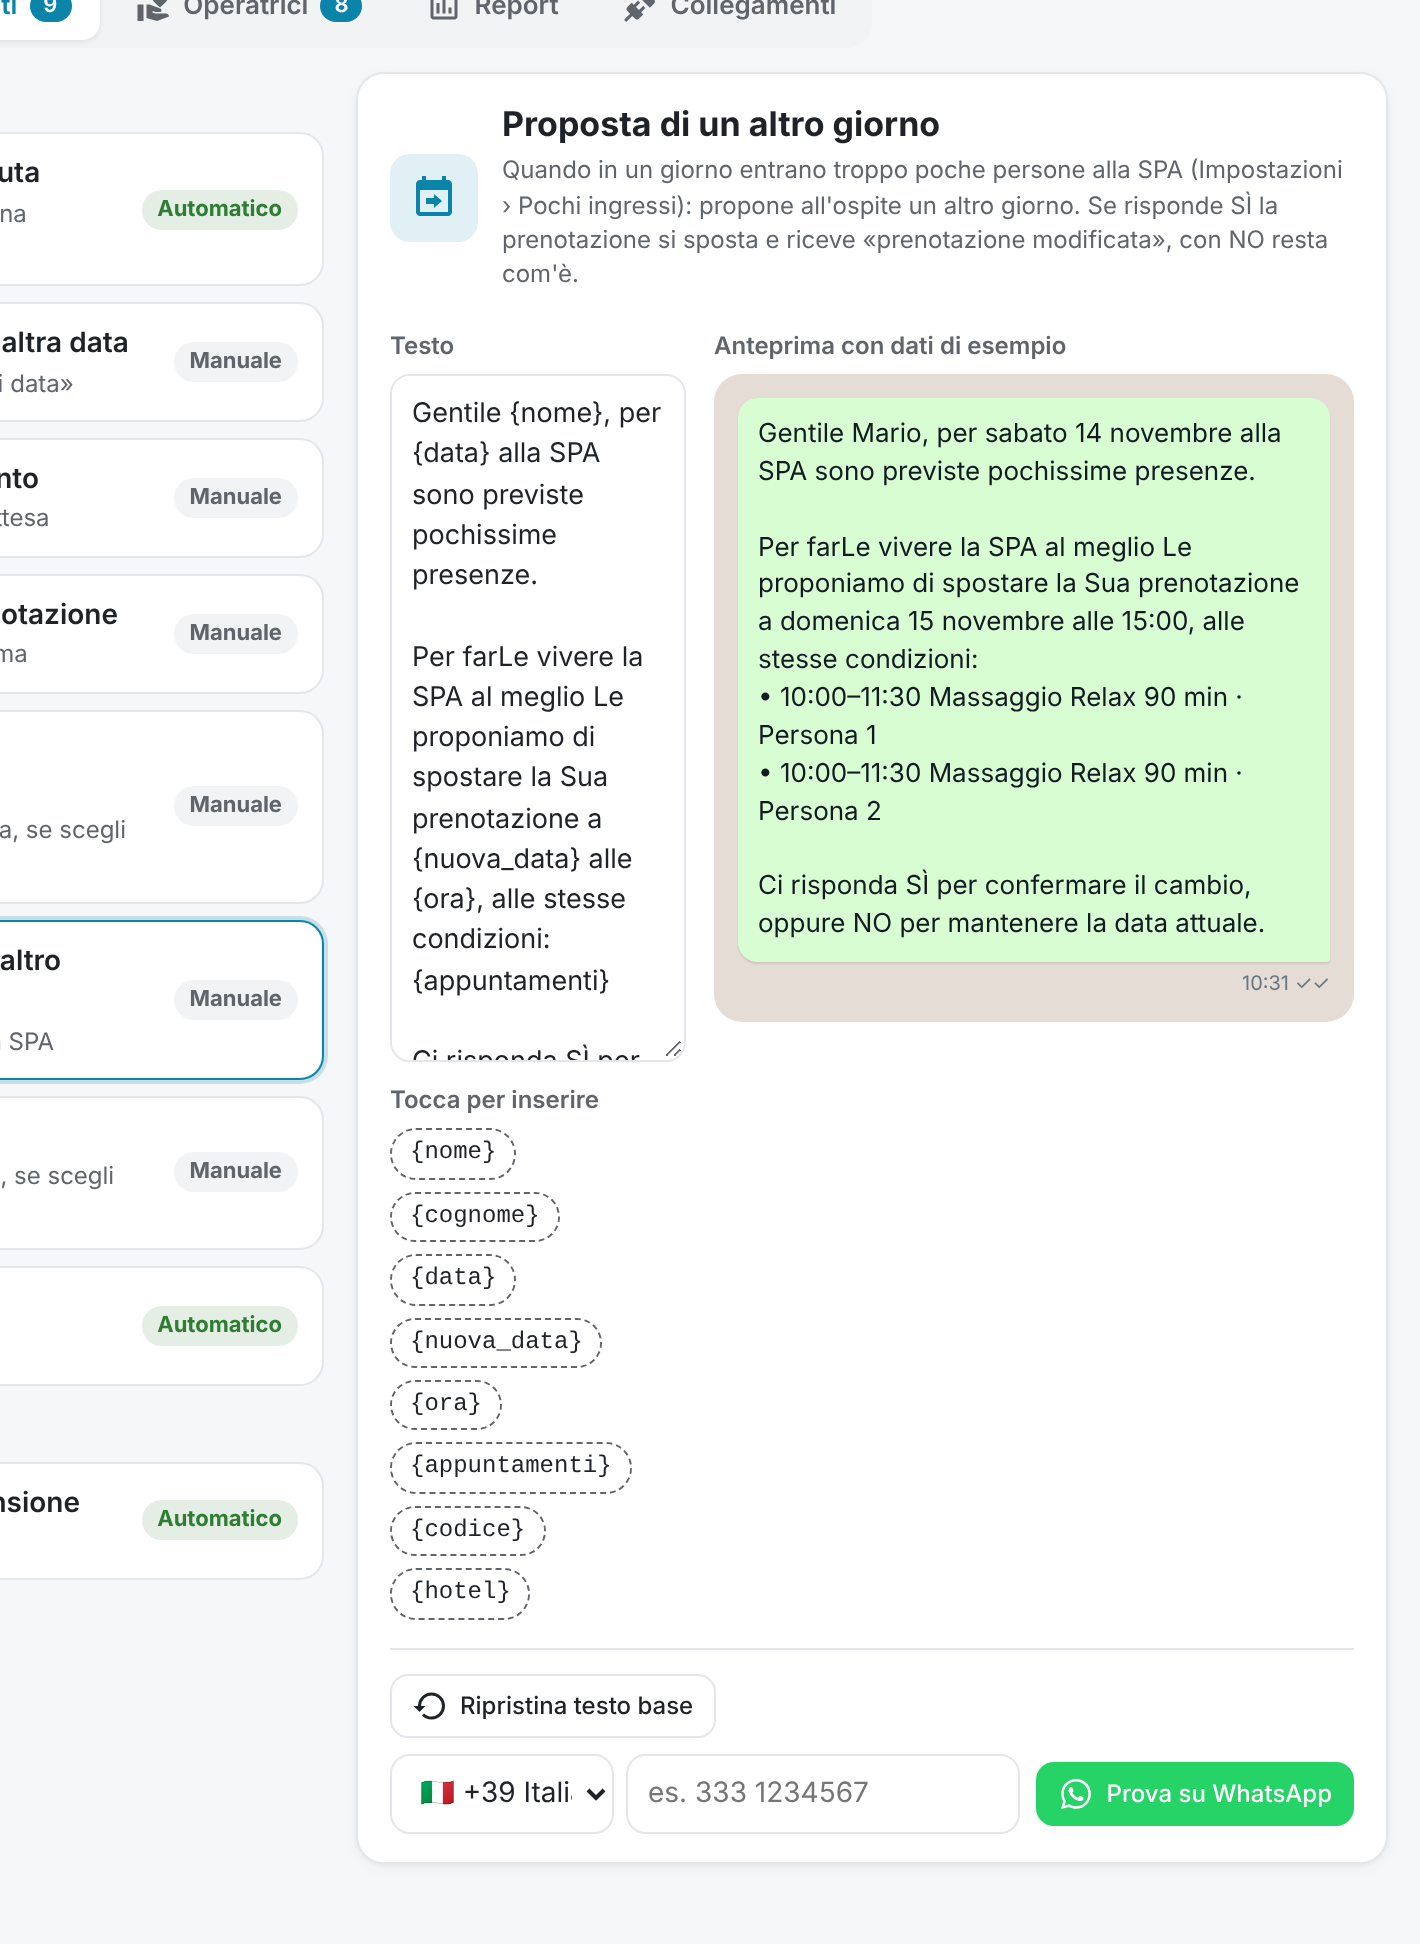 ti 9 Operatrici 8 Report Collegamenti
uta
na
Automatico
altra data
i data»
Manuale
nto
ttesa
Manuale
otazione
ma
Manuale
Manuale
a, se scegli
altro
Manuale
SPA
Manuale
, se scegli
Automatico
nsione
Automatico
Proposta di un altro giorno
Quando in un giorno entrano troppo poche persone alla SPA (Impostazioni
› Pochi ingressi): propone all'ospite un altro giorno. Se risponde SÌ la
prenotazione si sposta e riceve «prenotazione modificata», con NO resta
com'è.
Testo
Gentile {nome}, per
{data} alla SPA
sono previste
pochissime
presenze.
Per farLe vivere la
SPA al meglio Le
proponiamo di
spostare la Sua
prenotazione a
{nuova_data} alle
{ora}, alle stesse
condizioni:
{appuntamenti}
Ci risponda SÌ per
Anteprima con dati di esempio
Gentile Mario, per sabato 14 novembre alla
SPA sono previste pochissime presenze.
Per farLe vivere la SPA al meglio Le
proponiamo di spostare la Sua prenotazione
a domenica 15 novembre alle 15:00, alle
stesse condizioni:
• 10:00–11:30 Massaggio Relax 90 min ·
Persona 1
• 10:00–11:30 Massaggio Relax 90 min ·
Persona 2
Ci risponda SÌ per confermare il cambio,
oppure NO per mantenere la data attuale.
10:31 ✓✓
Tocca per inserire
{nome}
{cognome}
{data}
{nuova_data}
{ora}
{appuntamenti}
{codice}
{hotel}
Ripristina testo base
+39 Itali
es. 333 1234567
Prova su WhatsApp